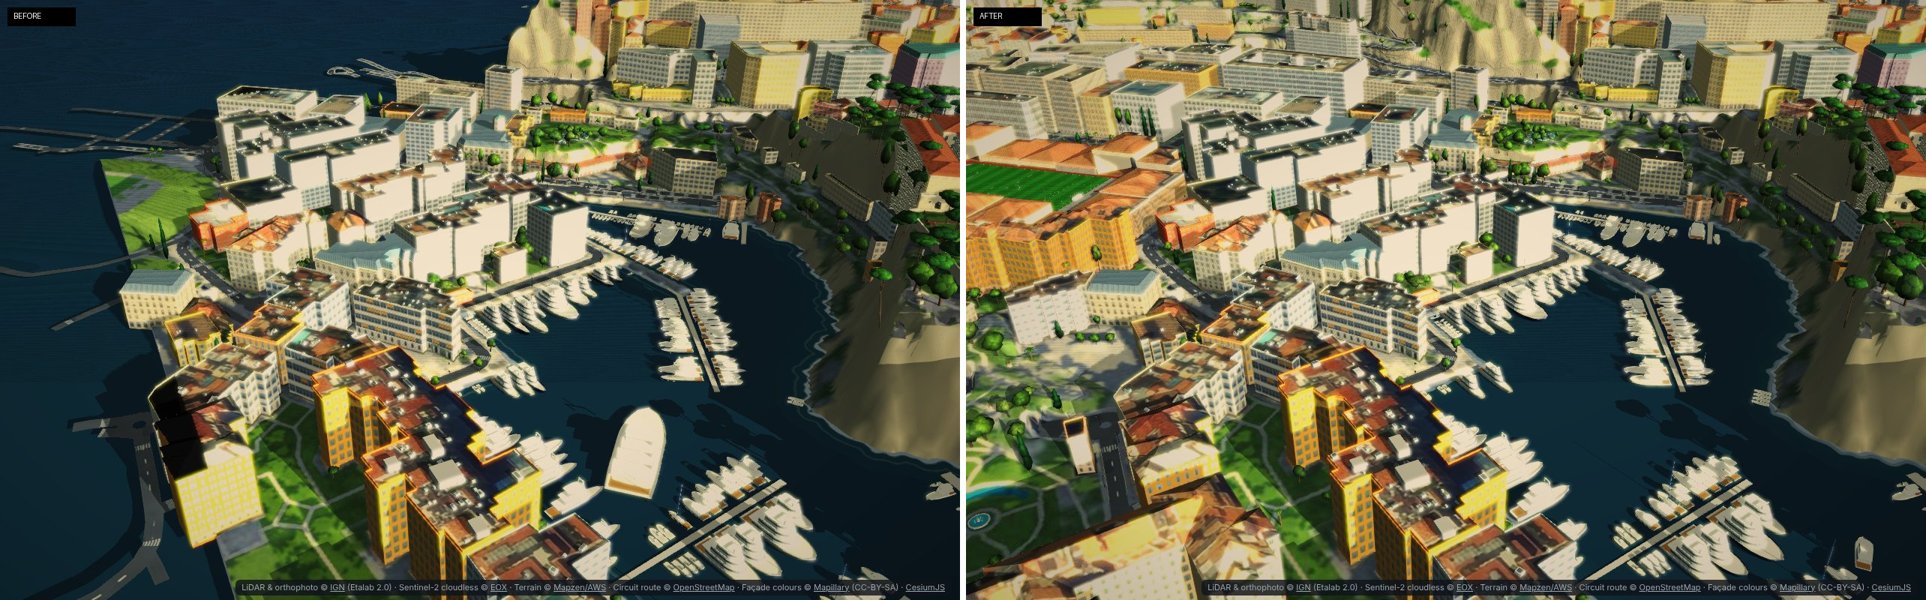 BEFORE
AFTER
LiDAR & orthophoto © IGN (Etalab 2.0) · Sentinel-2 cloudless © EOX · Terrain © Mapzen/AWS · Circuit route © OpenStreetMap · Façade colours © Mapillary (CC-BY-SA) · CesiumJS
LiDAR & orthophoto © IGN (Etalab 2.0) · Sentinel-2 cloudless © EOX · Terrain © Mapzen/AWS · Circuit route © OpenStreetMap · Façade colours © Mapillary (CC-BY-SA) · CesiumJS